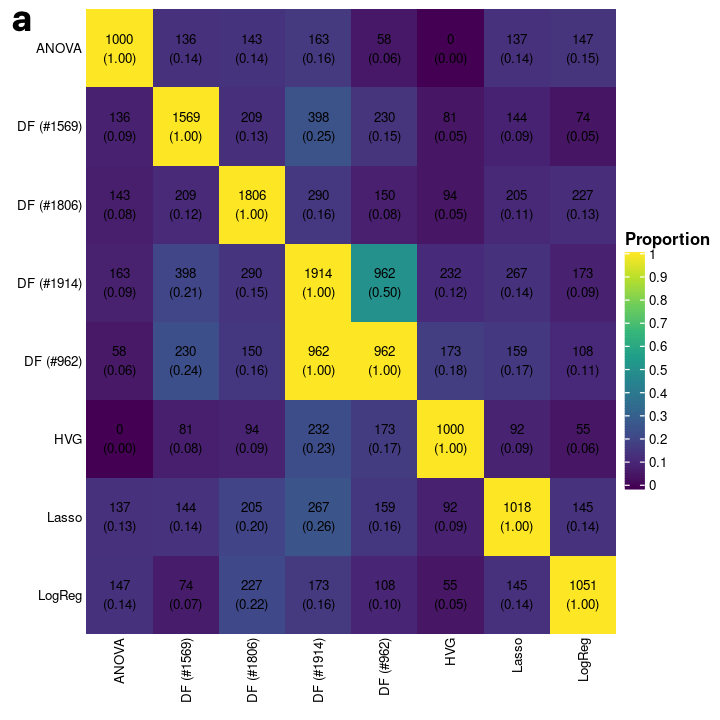 a
ANOVA
1000 136 143 163 58 0 137 147
(1.00) (0.14) (0.14) (0.16) (0.06) (0.00) (0.14) (0.15)
DF (#1569)
136 1569 209 398 230 81 144 74
(0.09) (1.00) (0.13) (0.25) (0.15) (0.05) (0.09) (0.05)
DF (#1806)
143 209 1806 290 150 94 205 227
(0.08) (0.12) (1.00) (0.16) (0.08) (0.05) (0.11) (0.13)
DF (#1914)
163 398 290 1914 962 232 267 173
(0.09) (0.21) (0.15) (1.00) (0.50) (0.12) (0.14) (0.09)
DF (#962)
58 230 150 962 962 173 159 108
(0.06) (0.24) (0.16) (1.00) (1.00) (0.18) (0.17) (0.11)
HVG
0 81 94 232 173 1000 92 55
(0.00) (0.08) (0.09) (0.23) (0.17) (1.00) (0.09) (0.06)
Lasso
137 144 205 267 159 92 1018 145
(0.13) (0.14) (0.20) (0.26) (0.16) (0.09) (1.00) (0.14)
LogReg
147 74 227 173 108 55 145 1051
(0.14) (0.07) (0.22) (0.16) (0.10) (0.05) (0.14) (1.00)
ANOVA
DF (#1569)
DF (#1806)
DF (#1914)
DF (#962)
HVG
Lasso
LogReg
Proportion
1
0.9
0.8
0.7
0.6
0.5
0.4
0.3
0.2
0.1
0